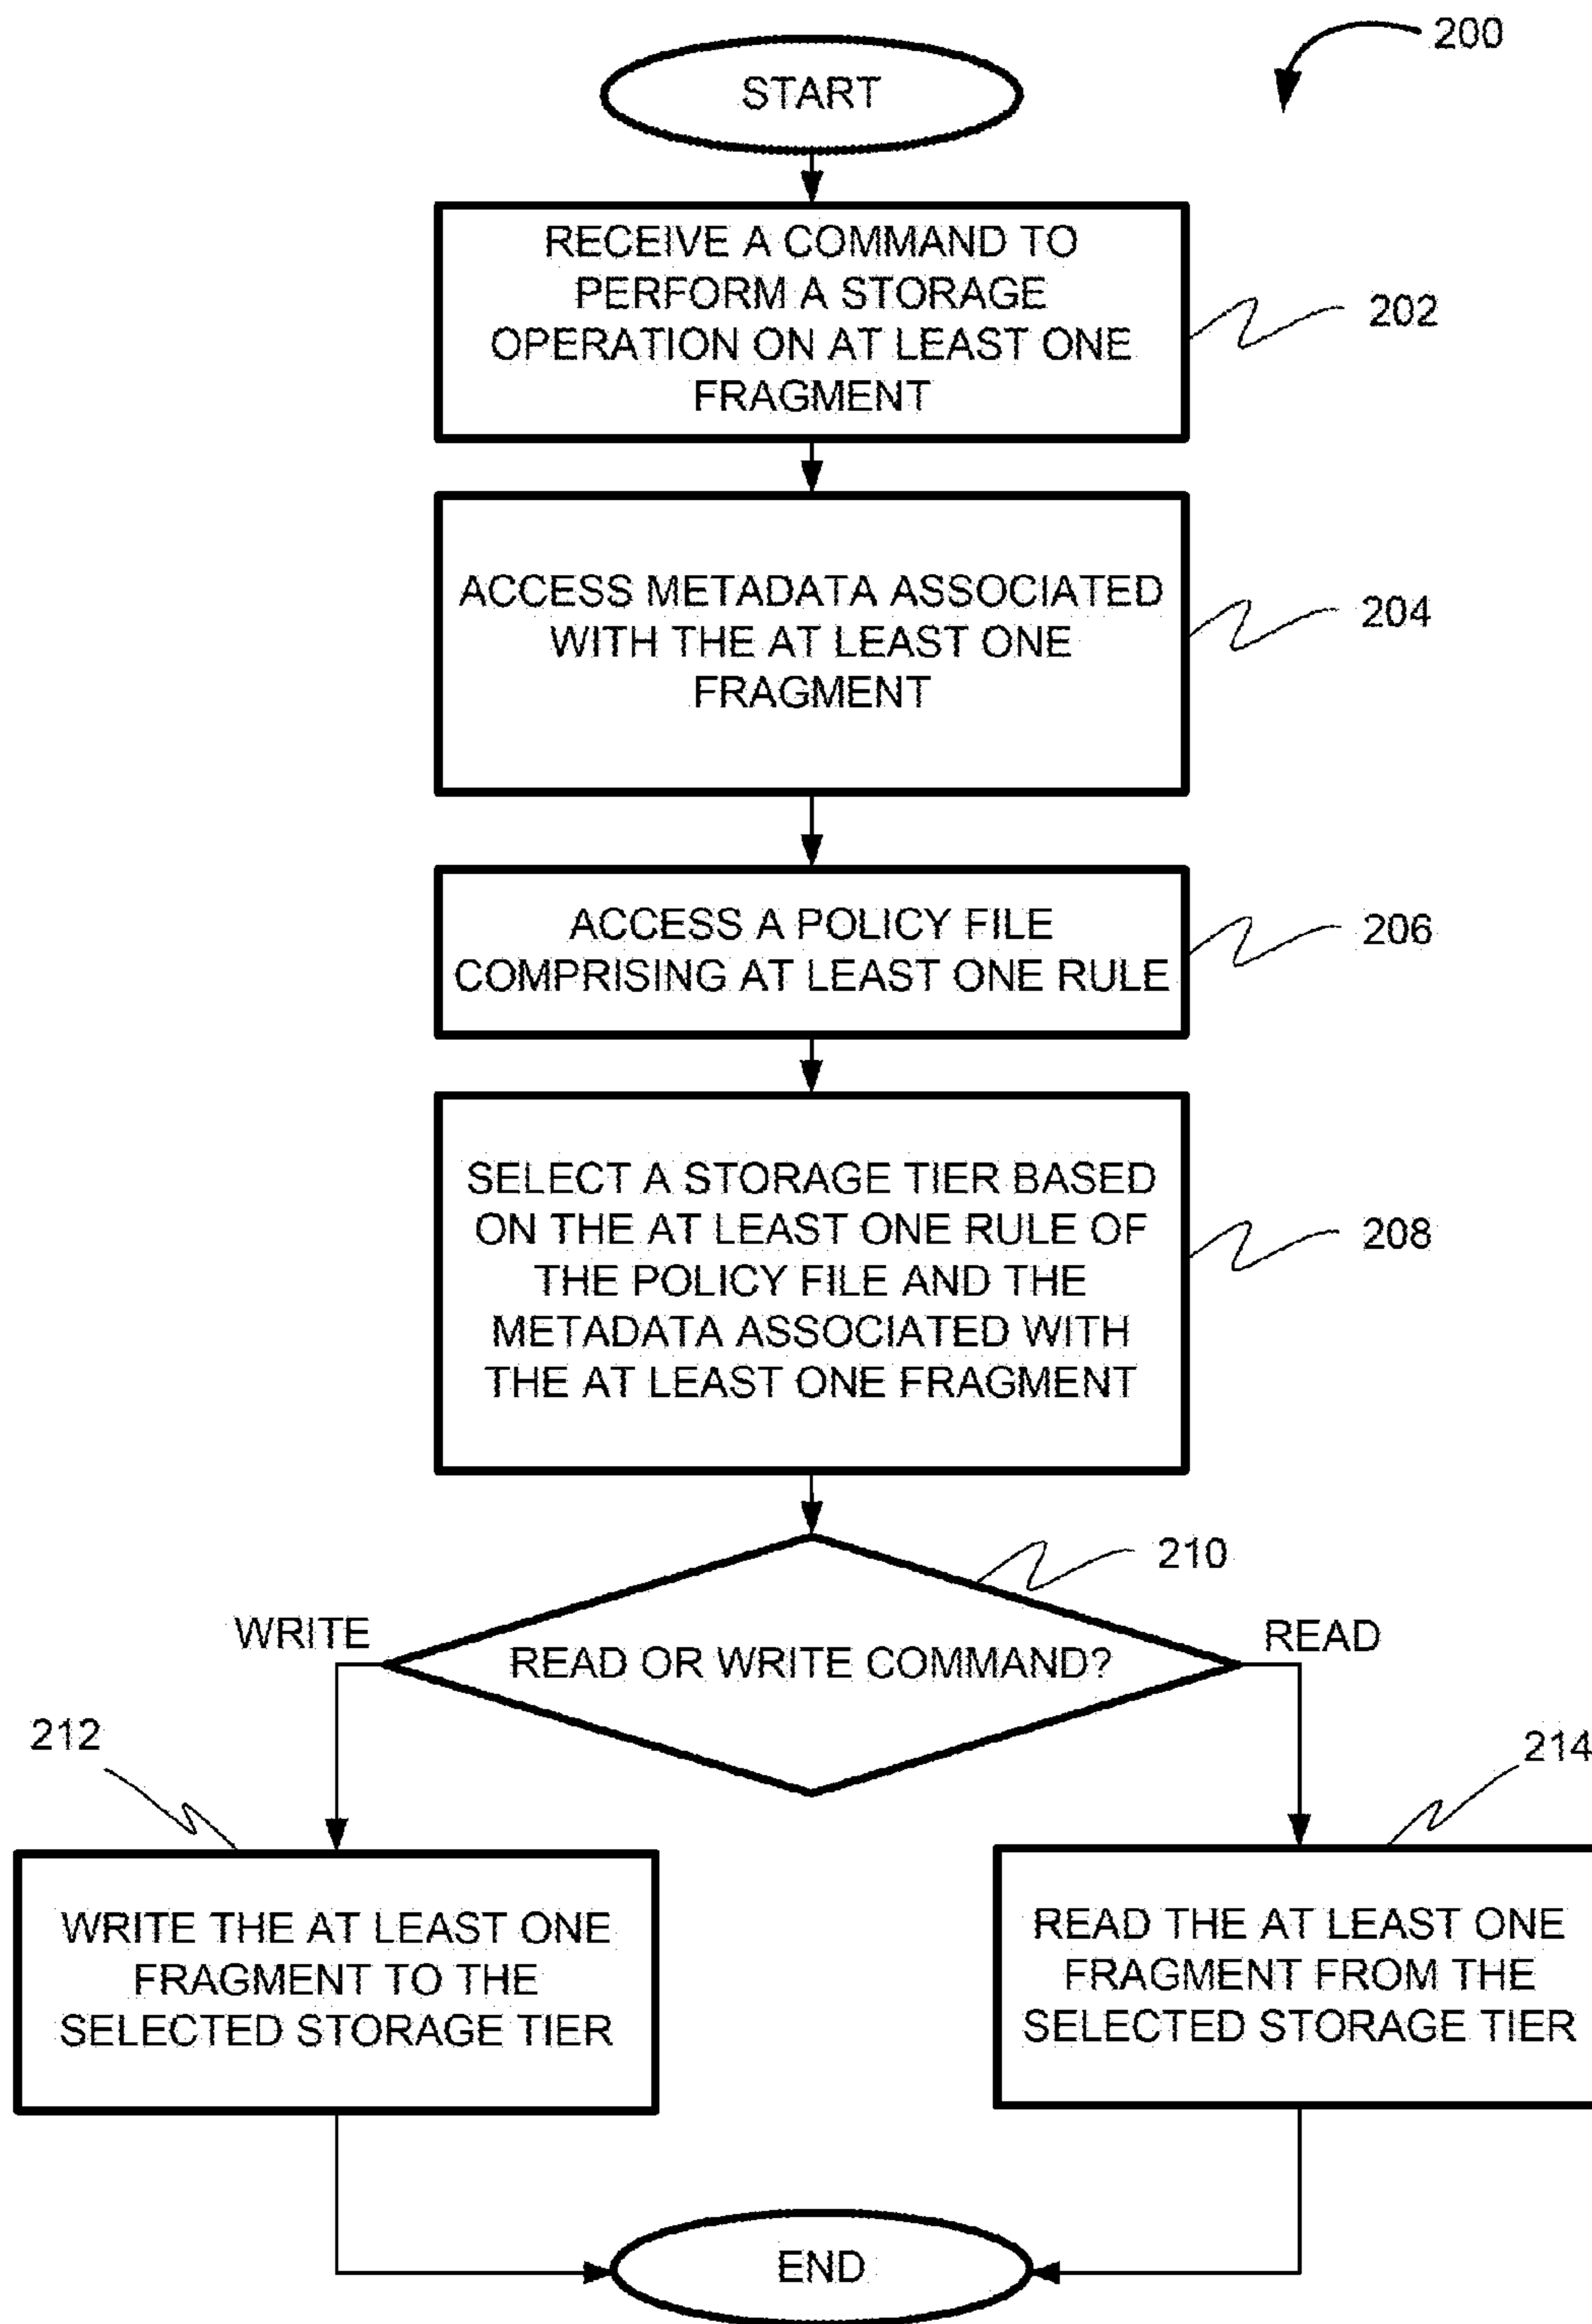 200
START
RECEIVE A COMMAND TO
PERFORM A STORAGE
OPERATION ON AT LEAST ONE
FRAGMENT
202
ACCESS METADATA ASSOCIATED
WITH THE AT LEAST ONE
FRAGMENT
204
ACCESS A POLICY FILE
COMPRISING AT LEAST ONE RULE
206
SELECT A STORAGE TIER BASED
ON THE AT LEAST ONE RULE OF
THE POLICY FILE AND THE
METADATA ASSOCIATED WITH
THE AT LEAST ONE FRAGMENT
208
210
WRITE
READ OR WRITE COMMAND?
READ
212
214
WRITE THE AT LEAST ONE
FRAGMENT TO THE
SELECTED STORAGE TIER
READ THE AT LEAST ONE
FRAGMENT FROM THE
SELECTED STORAGE TIER
END